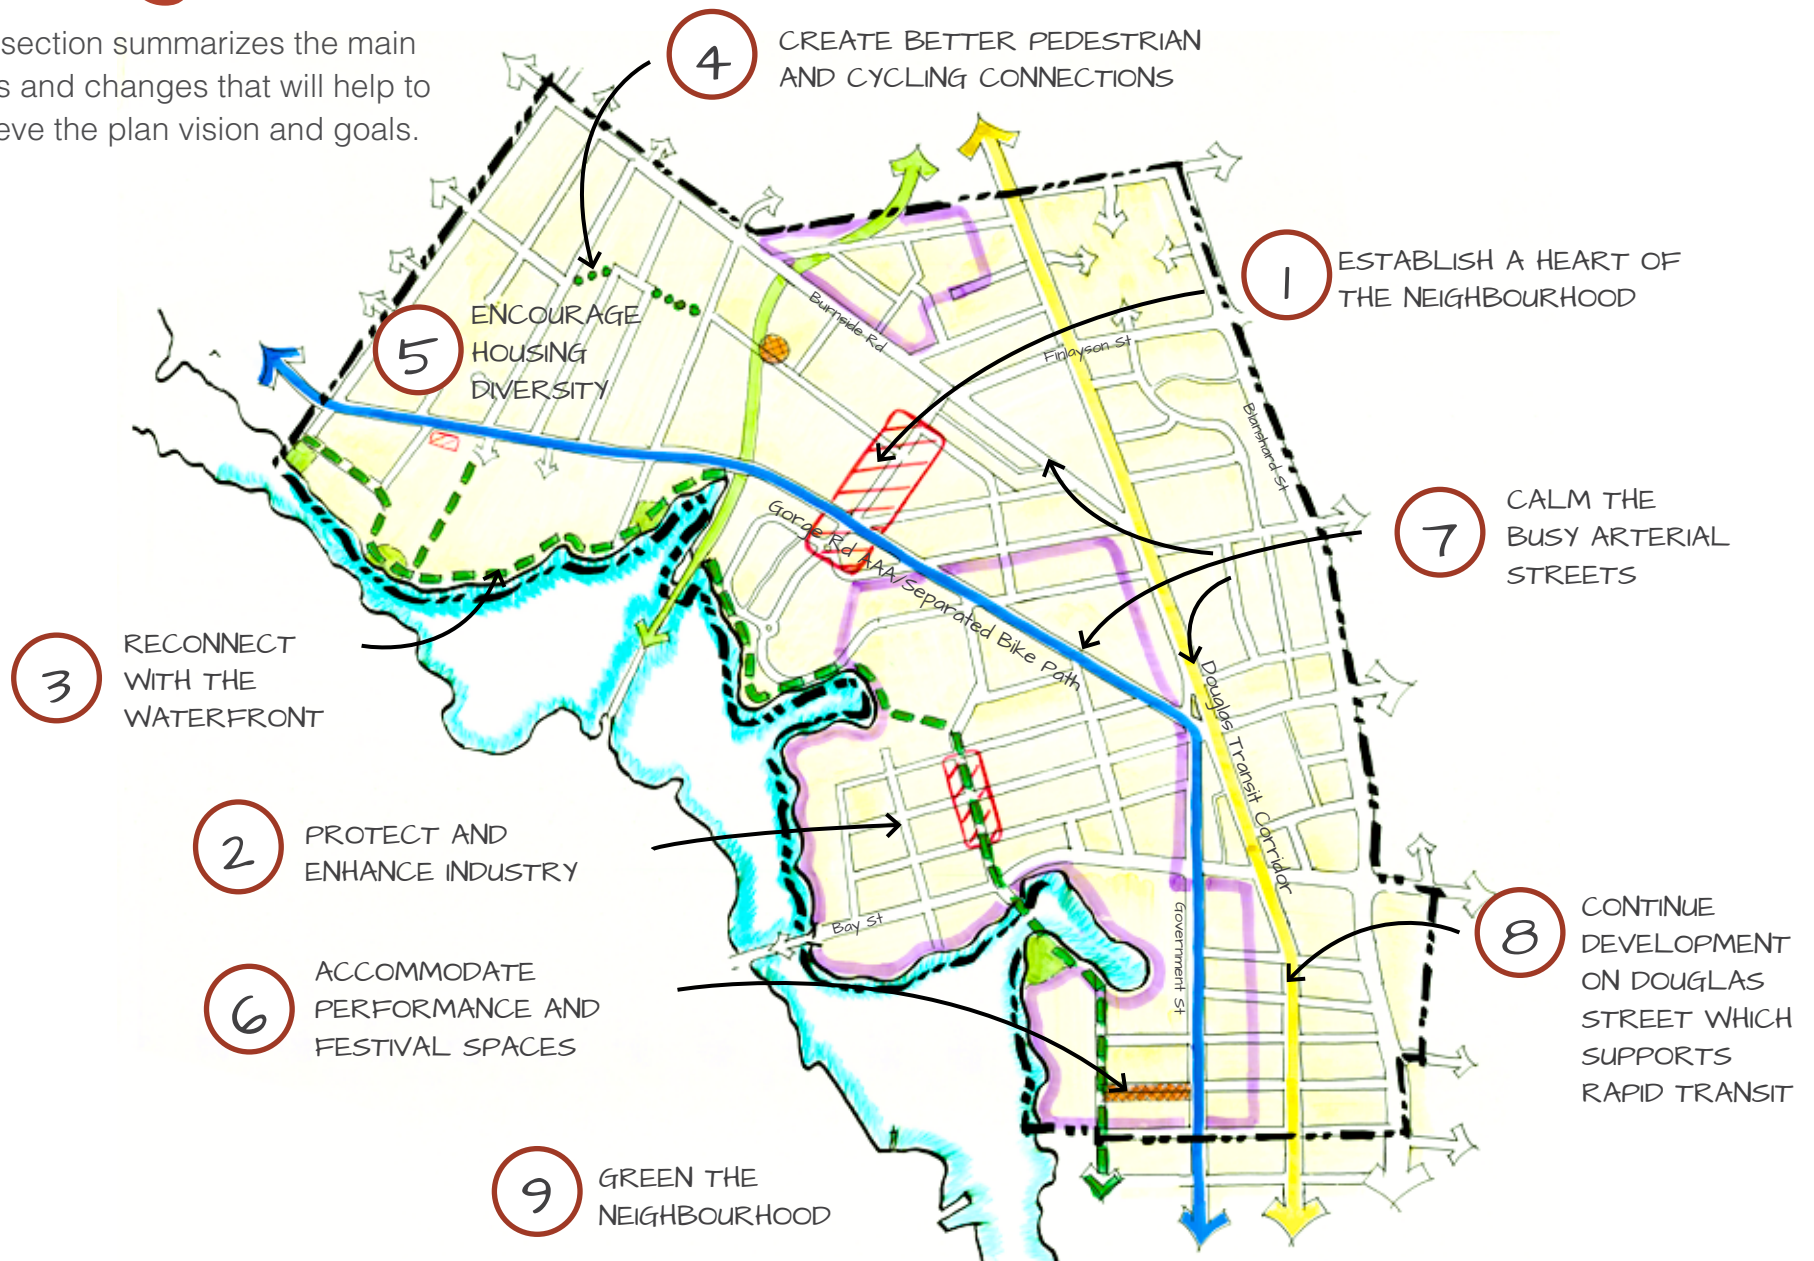 section summarizes the main
s and changes that will help to
eve the plan vision and goals.
4
CREATE BETTER PEDESTRIAN
AND CYCLING CONNECTIONS
1
ESTABLISH A HEART OF
THE NEIGHBOURHOOD
5
ENCOURAGE
HOUSING
DIVERSITY
Burnside Rd
Finlayson St
Blanshard St
Gorge Rd AAA/Separated Bike Path
7
CALM THE
BUSY ARTERIAL
STREETS
3
RECONNECT
WITH THE
WATERFRONT
Douglas Transit Corridor
2
PROTECT AND
ENHANCE INDUSTRY
Bay St
Government St
8
CONTINUE
DEVELOPMENT
ON DOUGLAS
STREET WHICH
SUPPORTS
RAPID TRANSIT
6
ACCOMMODATE
PERFORMANCE AND
FESTIVAL SPACES
9
GREEN THE
NEIGHBOURHOOD